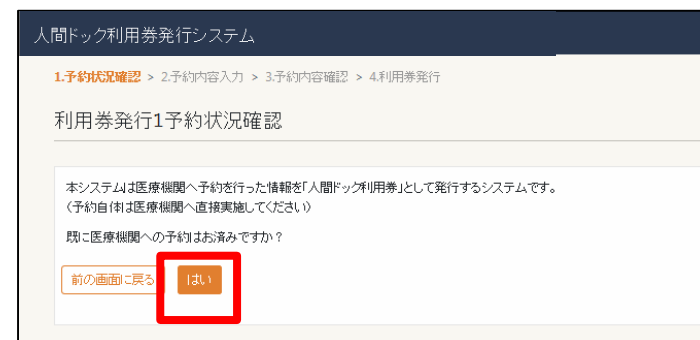 人間ドック利用券発行システム
1.予約状況確認 > 2.予約内容入力 > 3.予約内容確認 > 4.利用券発行
利用券発行1予約状況確認
本システムは医療機関へ予約を行った情報を「人間ドック利用券」として発行するシステムです。
（予約自体は医療機関へ直接実施してください）
既に医療機関への予約はお済みですか？
前の画面に戻る はい